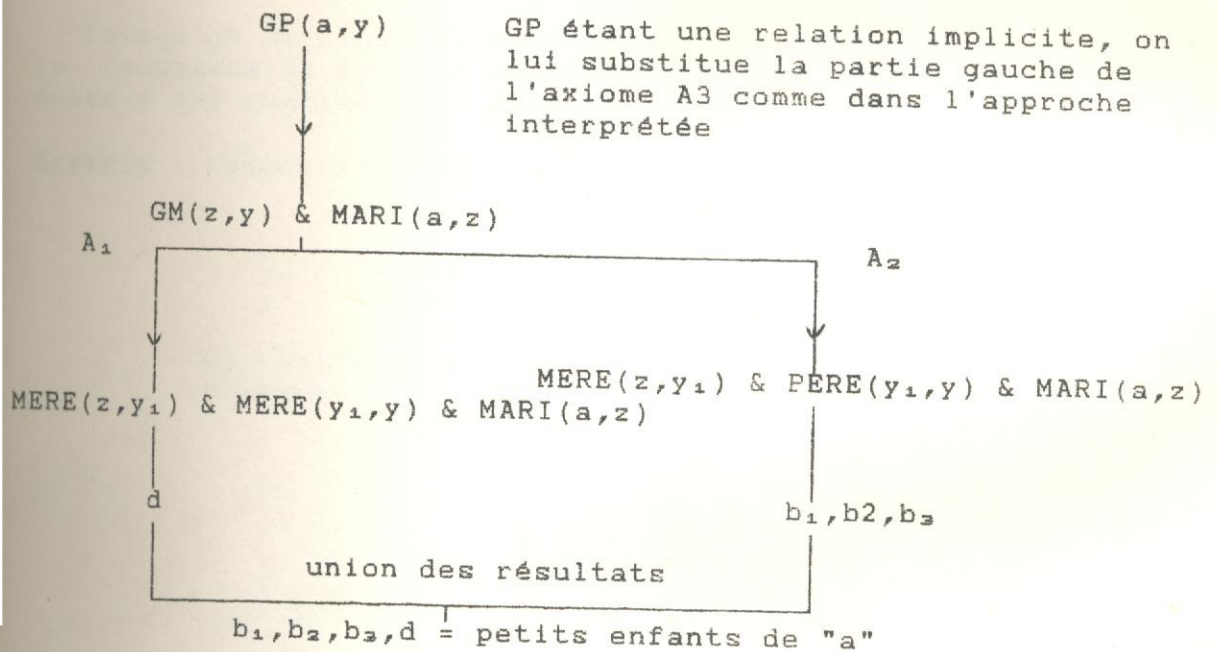 GP(a,y)
GP étant une relation implicite, on
lui substitue la partie gauche de
l'axiome A3 comme dans l'approche
interprétée
GM(z,y) & MARI(a,z)
A₁
A₂
MERE(z,y₁) & PERE(y₁,y) & MARI(a,z)
MERE(z,y₁) & MERE(y₁,y) & MARI(a,z)
d
b₁,b2,b₃
union des résultats
b₁,b₂,b₃,d = petits enfants de "a"